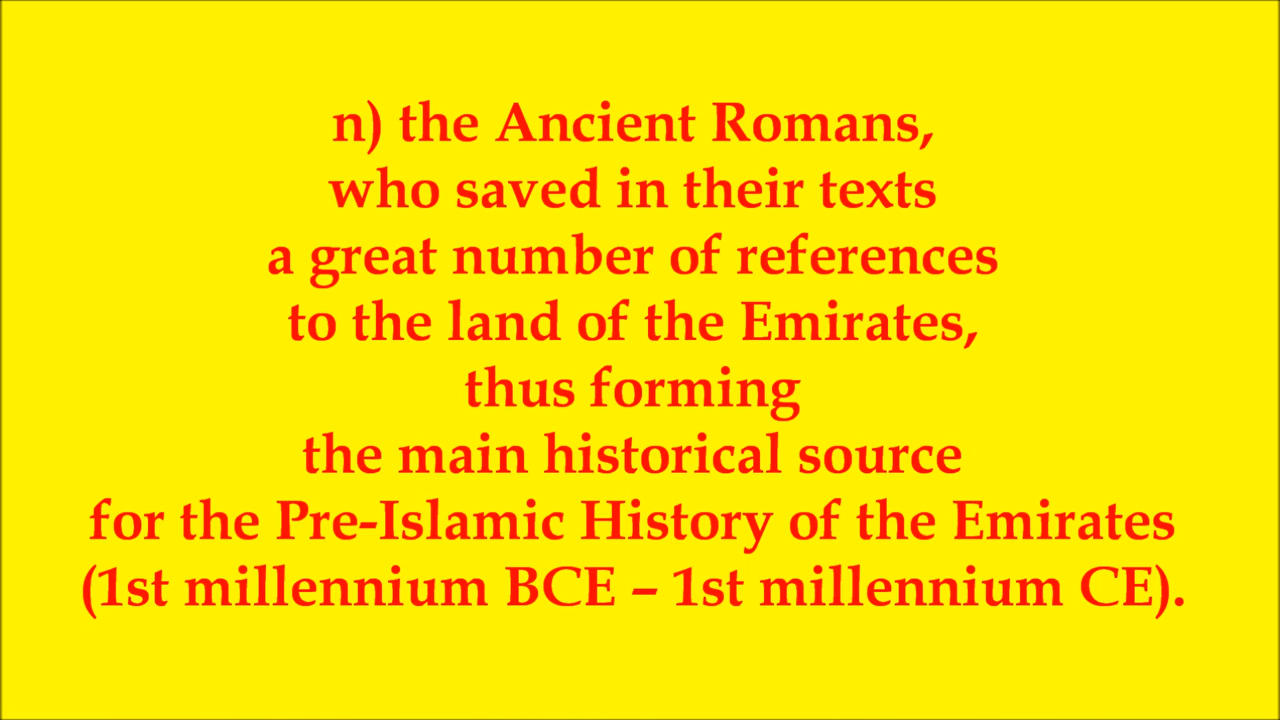 n) the Ancient Romans,
who saved in their texts
a great number of references
to the land of the Emirates,
thus forming
the main historical source
for the Pre-Islamic History of the Emirates
(1st millennium BCE – 1st millennium CE).